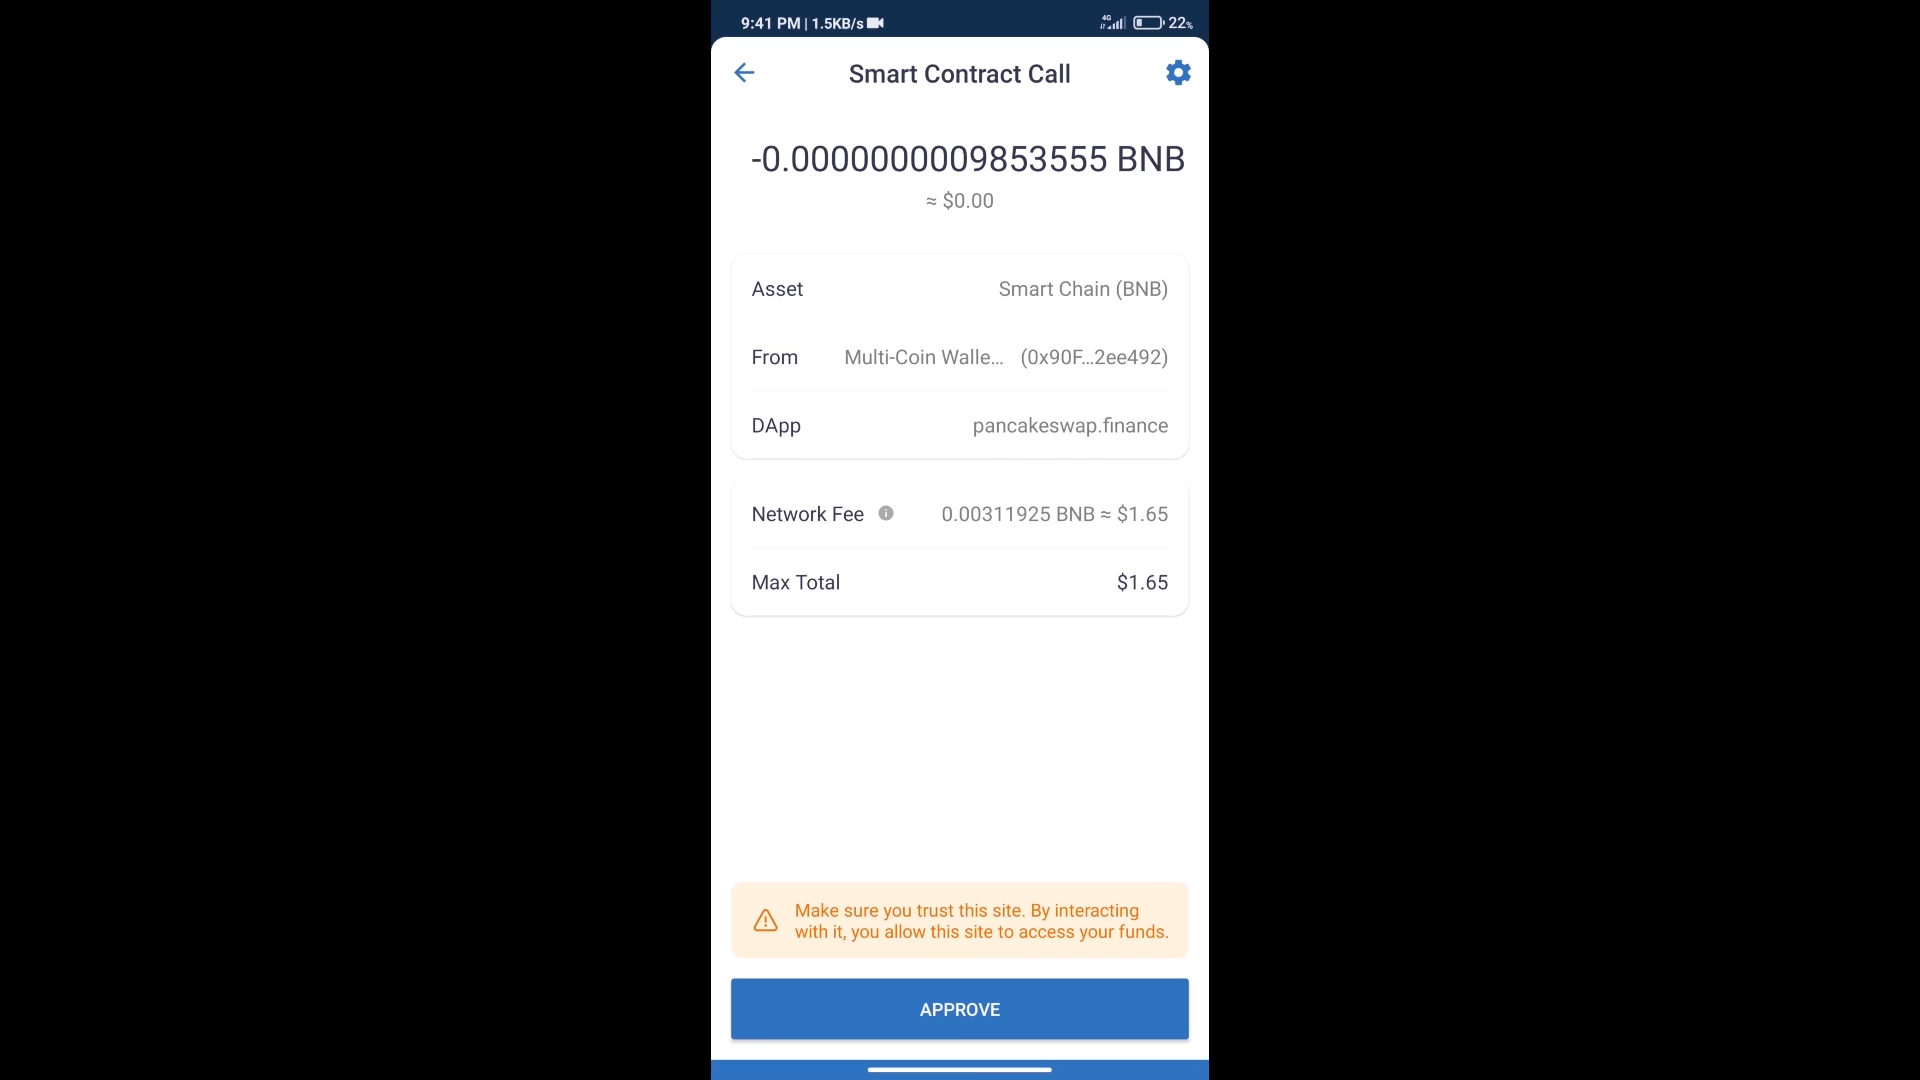 9:41 PM | 1.5KB/s 4G 22%
Smart Contract Call
-0.0000000009853555 BNB
≈ $0.00
Asset Smart Chain (BNB)
From Multi-Coin Walle... (0x90F...2ee492)
DApp pancakeswap.finance
Network Fee 0.00311925 BNB ≈ $1.65
Max Total $1.65
Make sure you trust this site. By interacting
with it, you allow this site to access your funds.
APPROVE